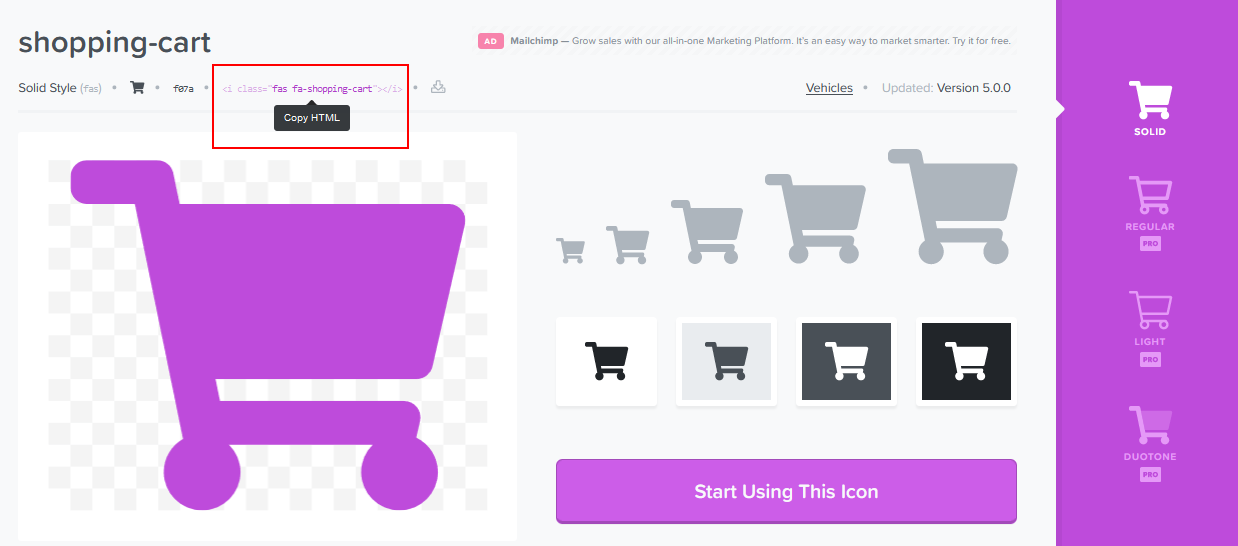 shopping-cart
AD Mailchimp — Grow sales with our all-in-one Marketing Platform. It's an easy way to market smarter. Try it for free.
Solid Style (fas) • • f07a • <i class="fas fa-shopping-cart"></i> • Vehicles • Updated: Version 5.0.0
Copy HTML
Start Using This Icon
SOLID
REGULAR
PRO
LIGHT
PRO
DUOTONE
PRO